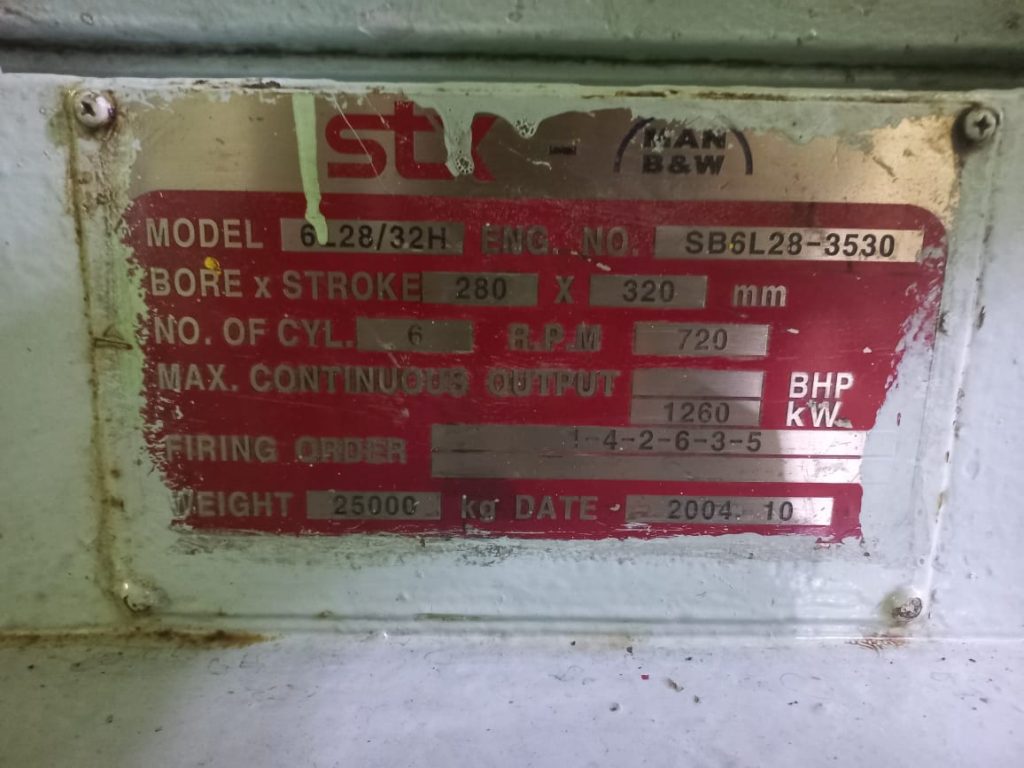 stx - MAN B&W
MODEL 6L28/32H ENG. NO. SB6L28-3530
BORE x STROKE 280 X 320 mm
NO. OF CYL. 6 R.P.M 720
MAX. CONTINUOUS OUTPUT BHP
1260 kW
FIRING ORDER 1-4-2-6-3-5
WEIGHT 25000 kg DATE 2004. 10